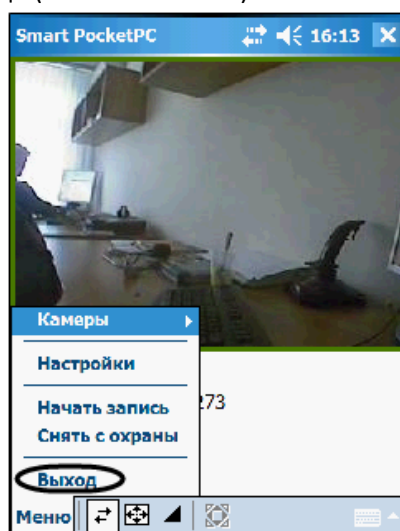 Smart PocketPC 16:13
Камеры
Настройки
273
Начать запись
Снять с охраны
Выход
Меню